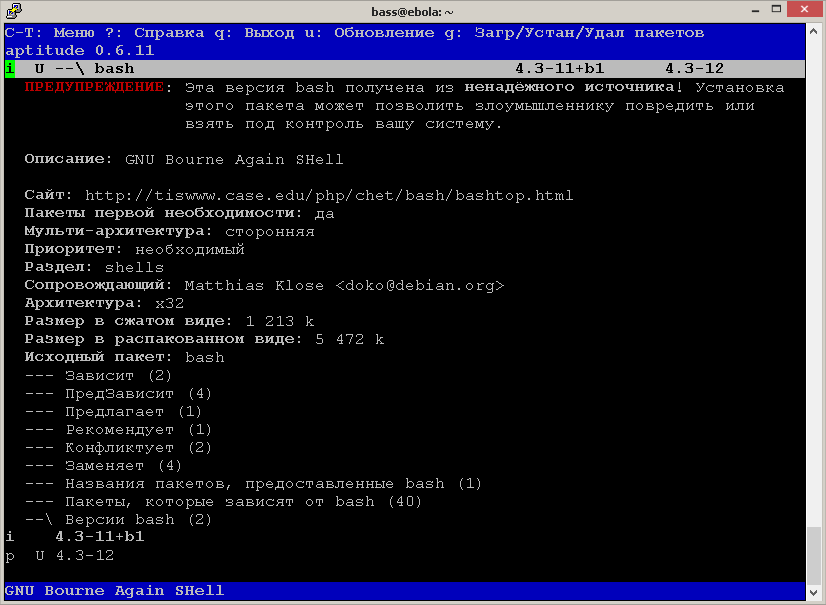 bass@ebola: ~
C-T: Меню ?: Справка q: Выход u: Обновление g: Загр/Устан/Удал пакетов
aptitude 0.6.11
i U --\ bash 4.3-11+b1 4.3-12
ПРЕДУПРЕЖДЕНИЕ: Эта версия bash получена из ненадёжного источника! Установка
этого пакета может позволить злоумышленнику повредить или
взять под контроль вашу систему.
Описание: GNU Bourne Again SHell
Сайт: http://tiswww.case.edu/php/chet/bash/bashtop.html
Пакеты первой необходимости: да
Мульти-архитектура: сторонняя
Приоритет: необходимый
Раздел: shells
Сопровождающий: Matthias Klose <doko@debian.org>
Архитектура: x32
Размер в сжатом виде: 1 213 k
Размер в распакованном виде: 5 472 k
Исходный пакет: bash
--- Зависит (2)
--- ПредЗависит (4)
--- Предлагает (1)
--- Рекомендует (1)
--- Конфликтует (2)
--- Заменяет (4)
--- Названия пакетов, предоставленные bash (1)
--- Пакеты, которые зависят от bash (40)
--\ Версии bash (2)
i 4.3-11+b1
p U 4.3-12
GNU Bourne Again SHell